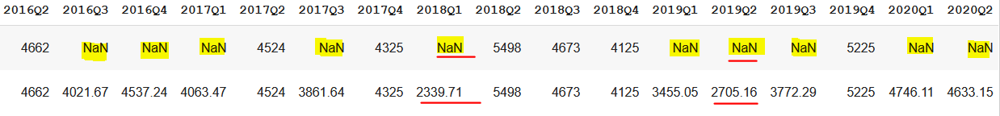 2016Q2 2016Q3 2016Q4 2017Q1 2017Q2 2017Q3 2017Q4 2018Q1 2018Q2 2018Q3 2018Q4 2019Q1 2019Q2 2019Q3 2019Q4 2020Q1 2020Q2
4662 NaN NaN NaN 4524 NaN 4325 NaN 5498 4673 4125 NaN NaN NaN 5225 NaN NaN
4662 4021.67 4537.24 4063.47 4524 3861.64 4325 2339.71 5498 4673 4125 3455.05 2705.16 3772.29 5225 4746.11 4633.15